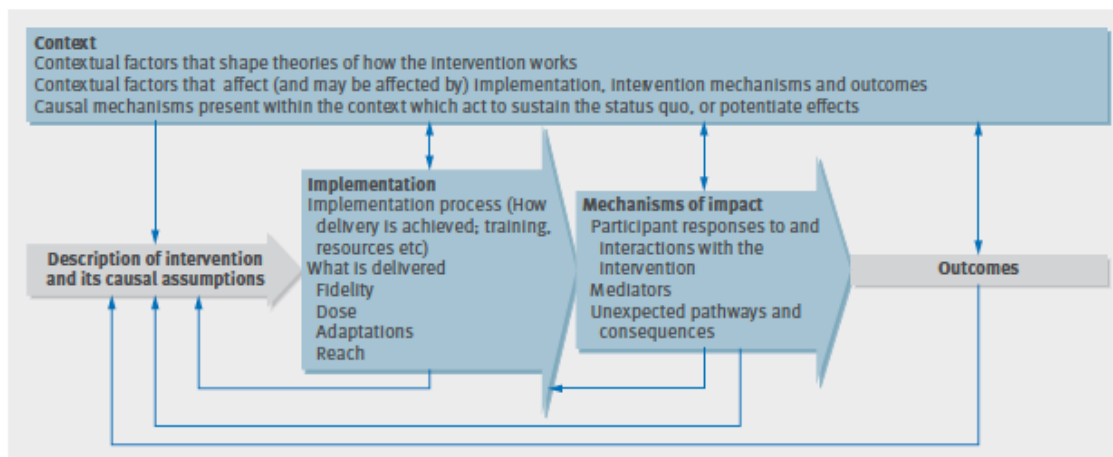 Context
Contextual factors that shape theories of how the intervention works
Contextual factors that affect (and may be affected by) implementation, intervention mechanisms and outcomes
Causal mechanisms present within the context which act to sustain the status quo, or potentiate effects
Description of intervention
and its causal assumptions
Implementation
Implementation process (How
delivery is achieved; training,
resources etc)
What is delivered
Fidelity
Dose
Adaptations
Reach
Mechanisms of impact
Participant responses to and
interactions with the
intervention
Mediators
Unexpected pathways and
consequences
Outcomes